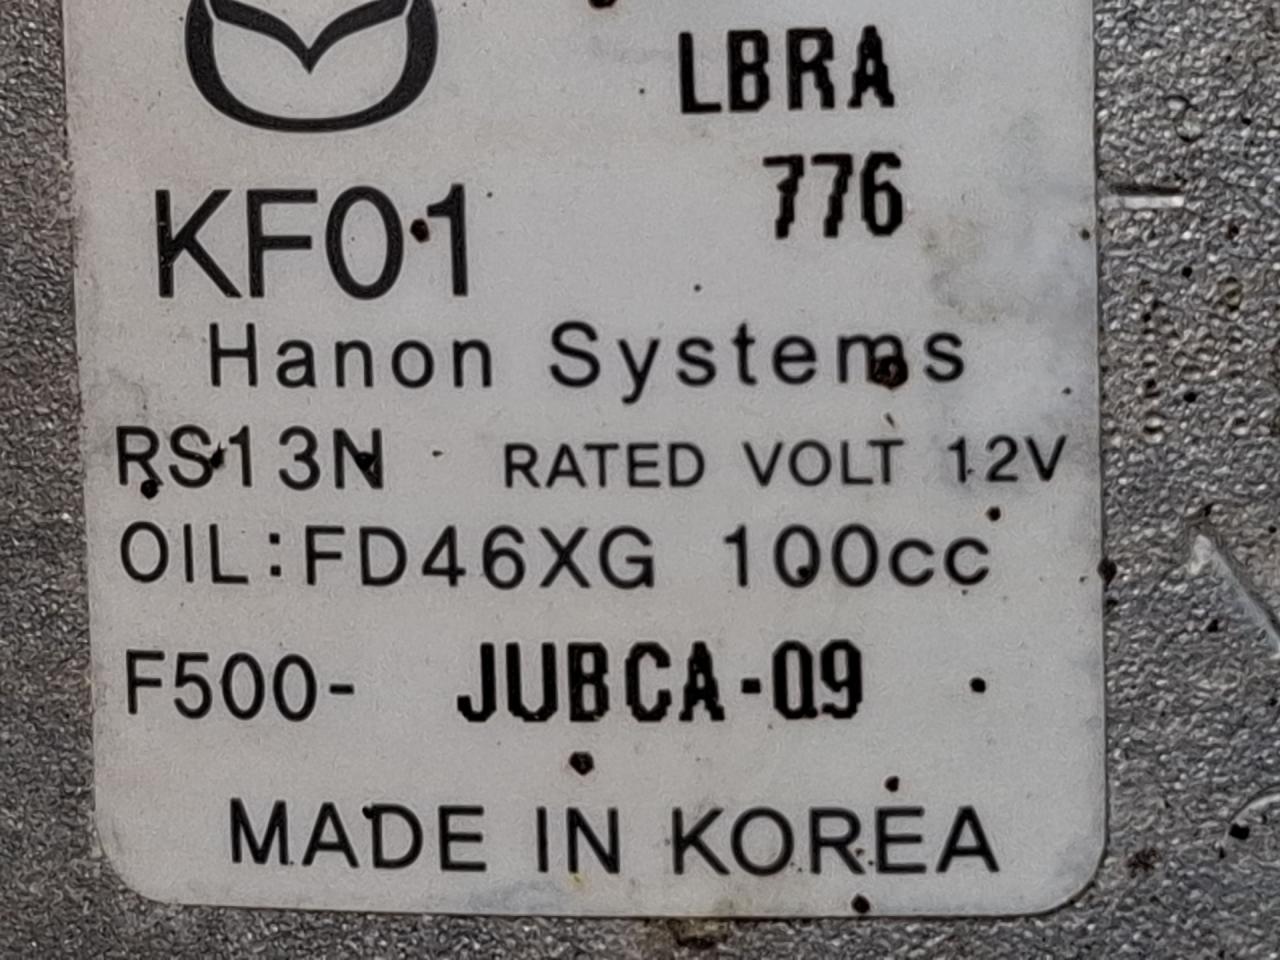 LBRA
776
KF01
Hanon Systems
RS13N RATED VOLT 12V
OIL:FD46XG 100cc
F500- JUBCA-09
MADE IN KOREA